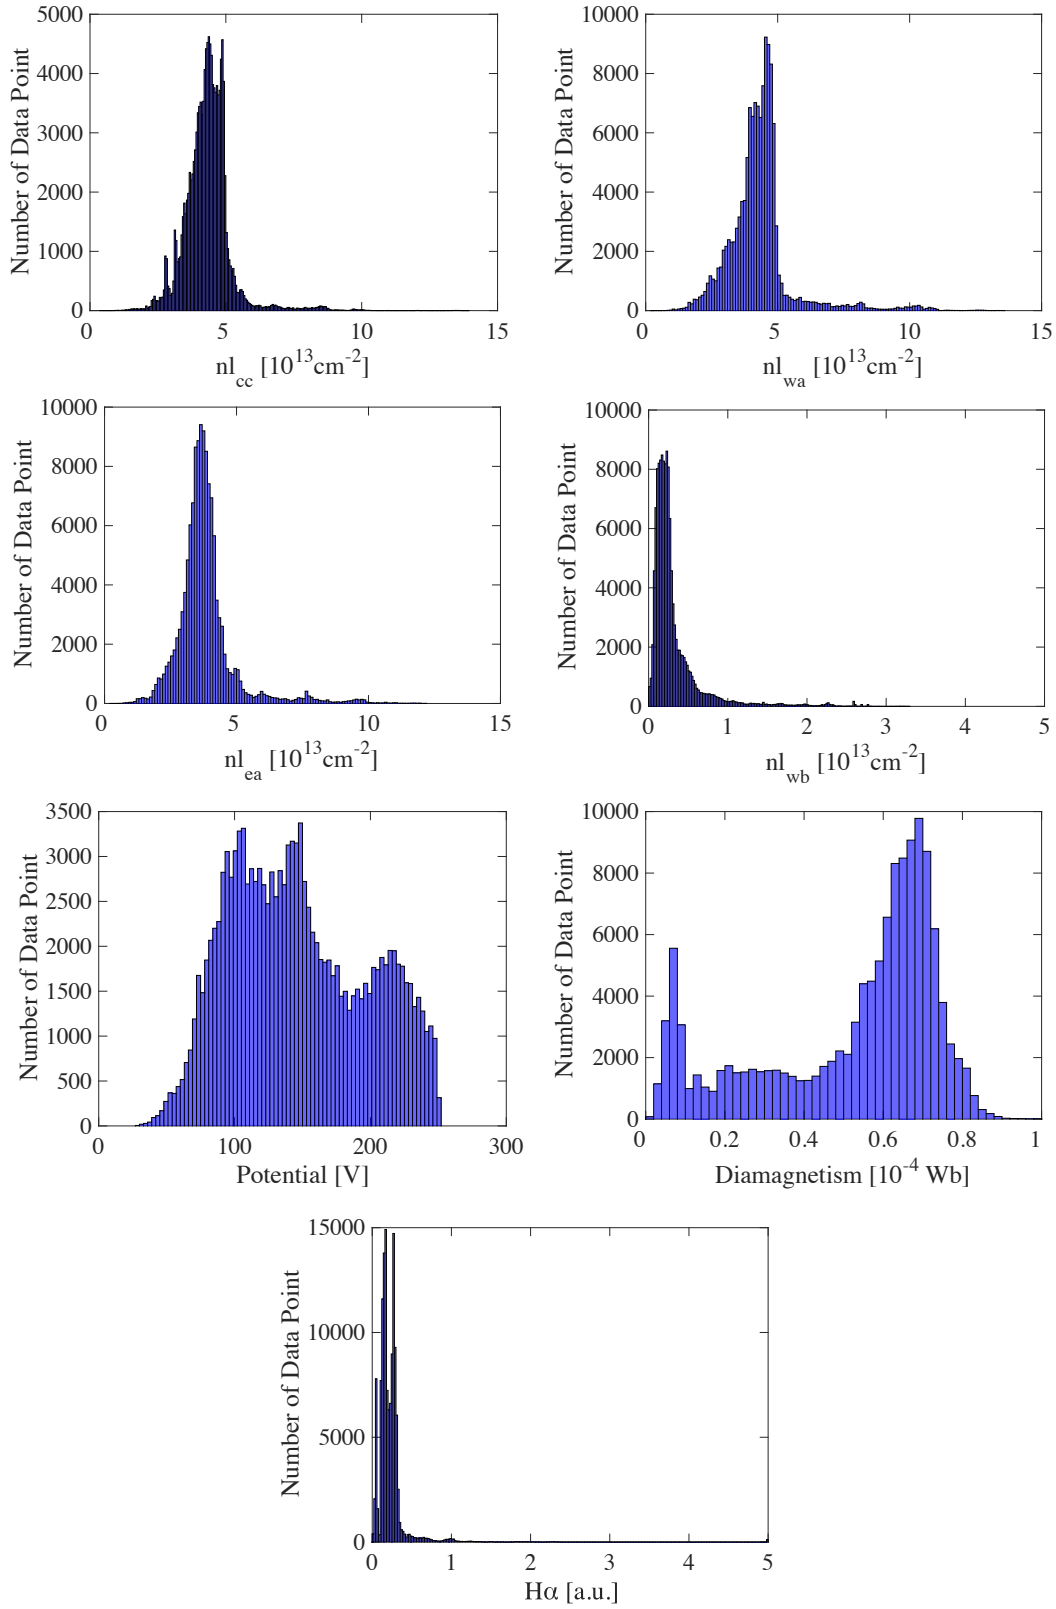 5000
4000
3000
2000
1000
0
Number of Data Point
0 5 10 15
nl_cc [10^13cm^-2]
10000
8000
6000
4000
2000
0
Number of Data Point
0 5 10 15
nl_wa [10^13cm^-2]
10000
8000
6000
4000
2000
0
Number of Data Point
0 5 10 15
nl_ea [10^13cm^-2]
10000
8000
6000
4000
2000
0
Number of Data Point
0 1 2 3 4 5
nl_wb [10^13cm^-2]
3500
3000
2500
2000
1500
1000
500
0
Number of Data Point
0 100 200 300
Potential [V]
10000
8000
6000
4000
2000
0
Number of Data Point
0 0.2 0.4 0.6 0.8 1
Diamagnetism [10^-4 Wb]
15000
10000
5000
0
Number of Data Point
0 1 2 3 4 5
Hα [a.u.]